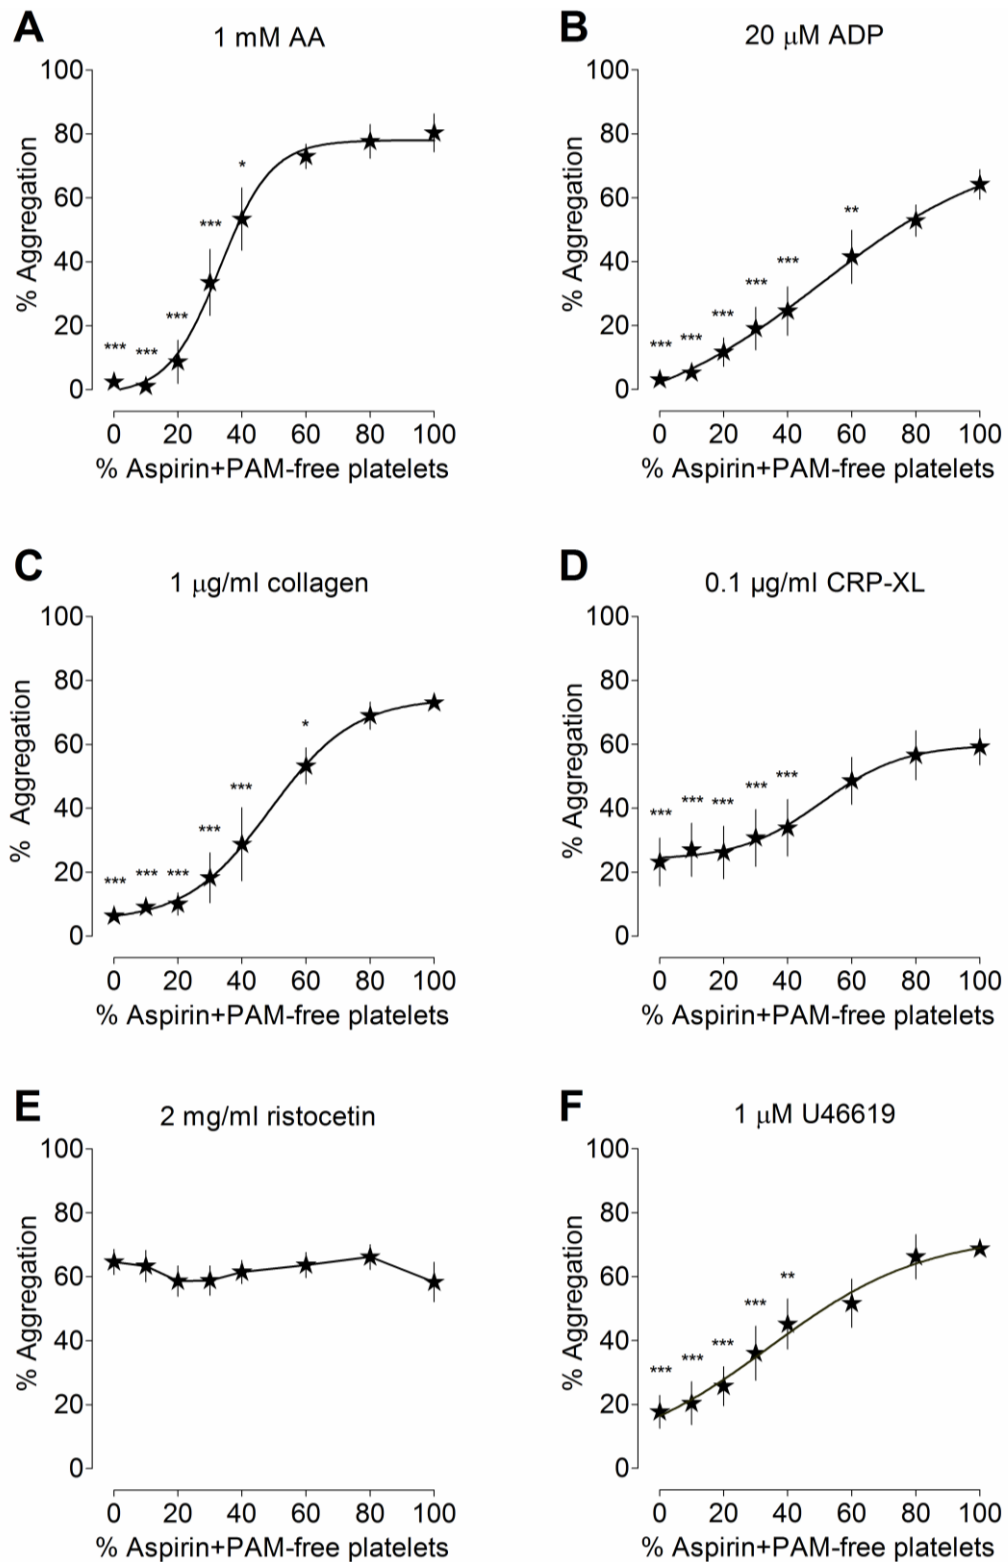 A
1 mM AA
100
80
60
40
20
0
% Aggregation
***
***
***
***
*
0 20 40 60 80 100
% Aspirin+PAM-free platelets
B
20 μM ADP
100
80
60
40
20
0
% Aggregation
***
***
***
***
***
**
0 20 40 60 80 100
% Aspirin+PAM-free platelets
C
1 μg/ml collagen
100
80
60
40
20
0
% Aggregation
***
***
***
***
***
*
0 20 40 60 80 100
% Aspirin+PAM-free platelets
D
0.1 μg/ml CRP-XL
100
80
60
40
20
0
% Aggregation
***
***
***
***
***
0 20 40 60 80 100
% Aspirin+PAM-free platelets
E
2 mg/ml ristocetin
100
80
60
40
20
0
% Aggregation
0 20 40 60 80 100
% Aspirin+PAM-free platelets
F
1 μM U46619
100
80
60
40
20
0
% Aggregation
***
***
***
***
**
0 20 40 60 80 100
% Aspirin+PAM-free platelets